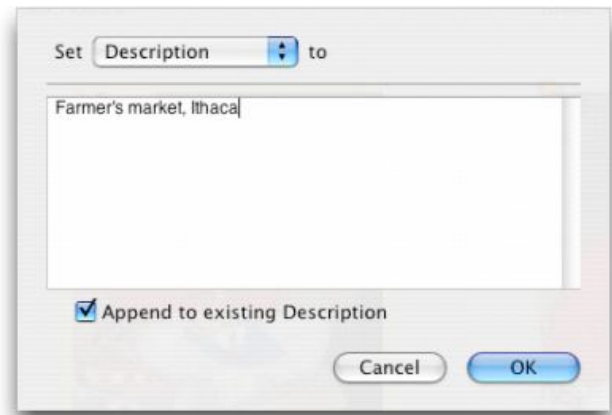 Set Description to
Farmer's market, Ithaca
Append to existing Description
Cancel OK